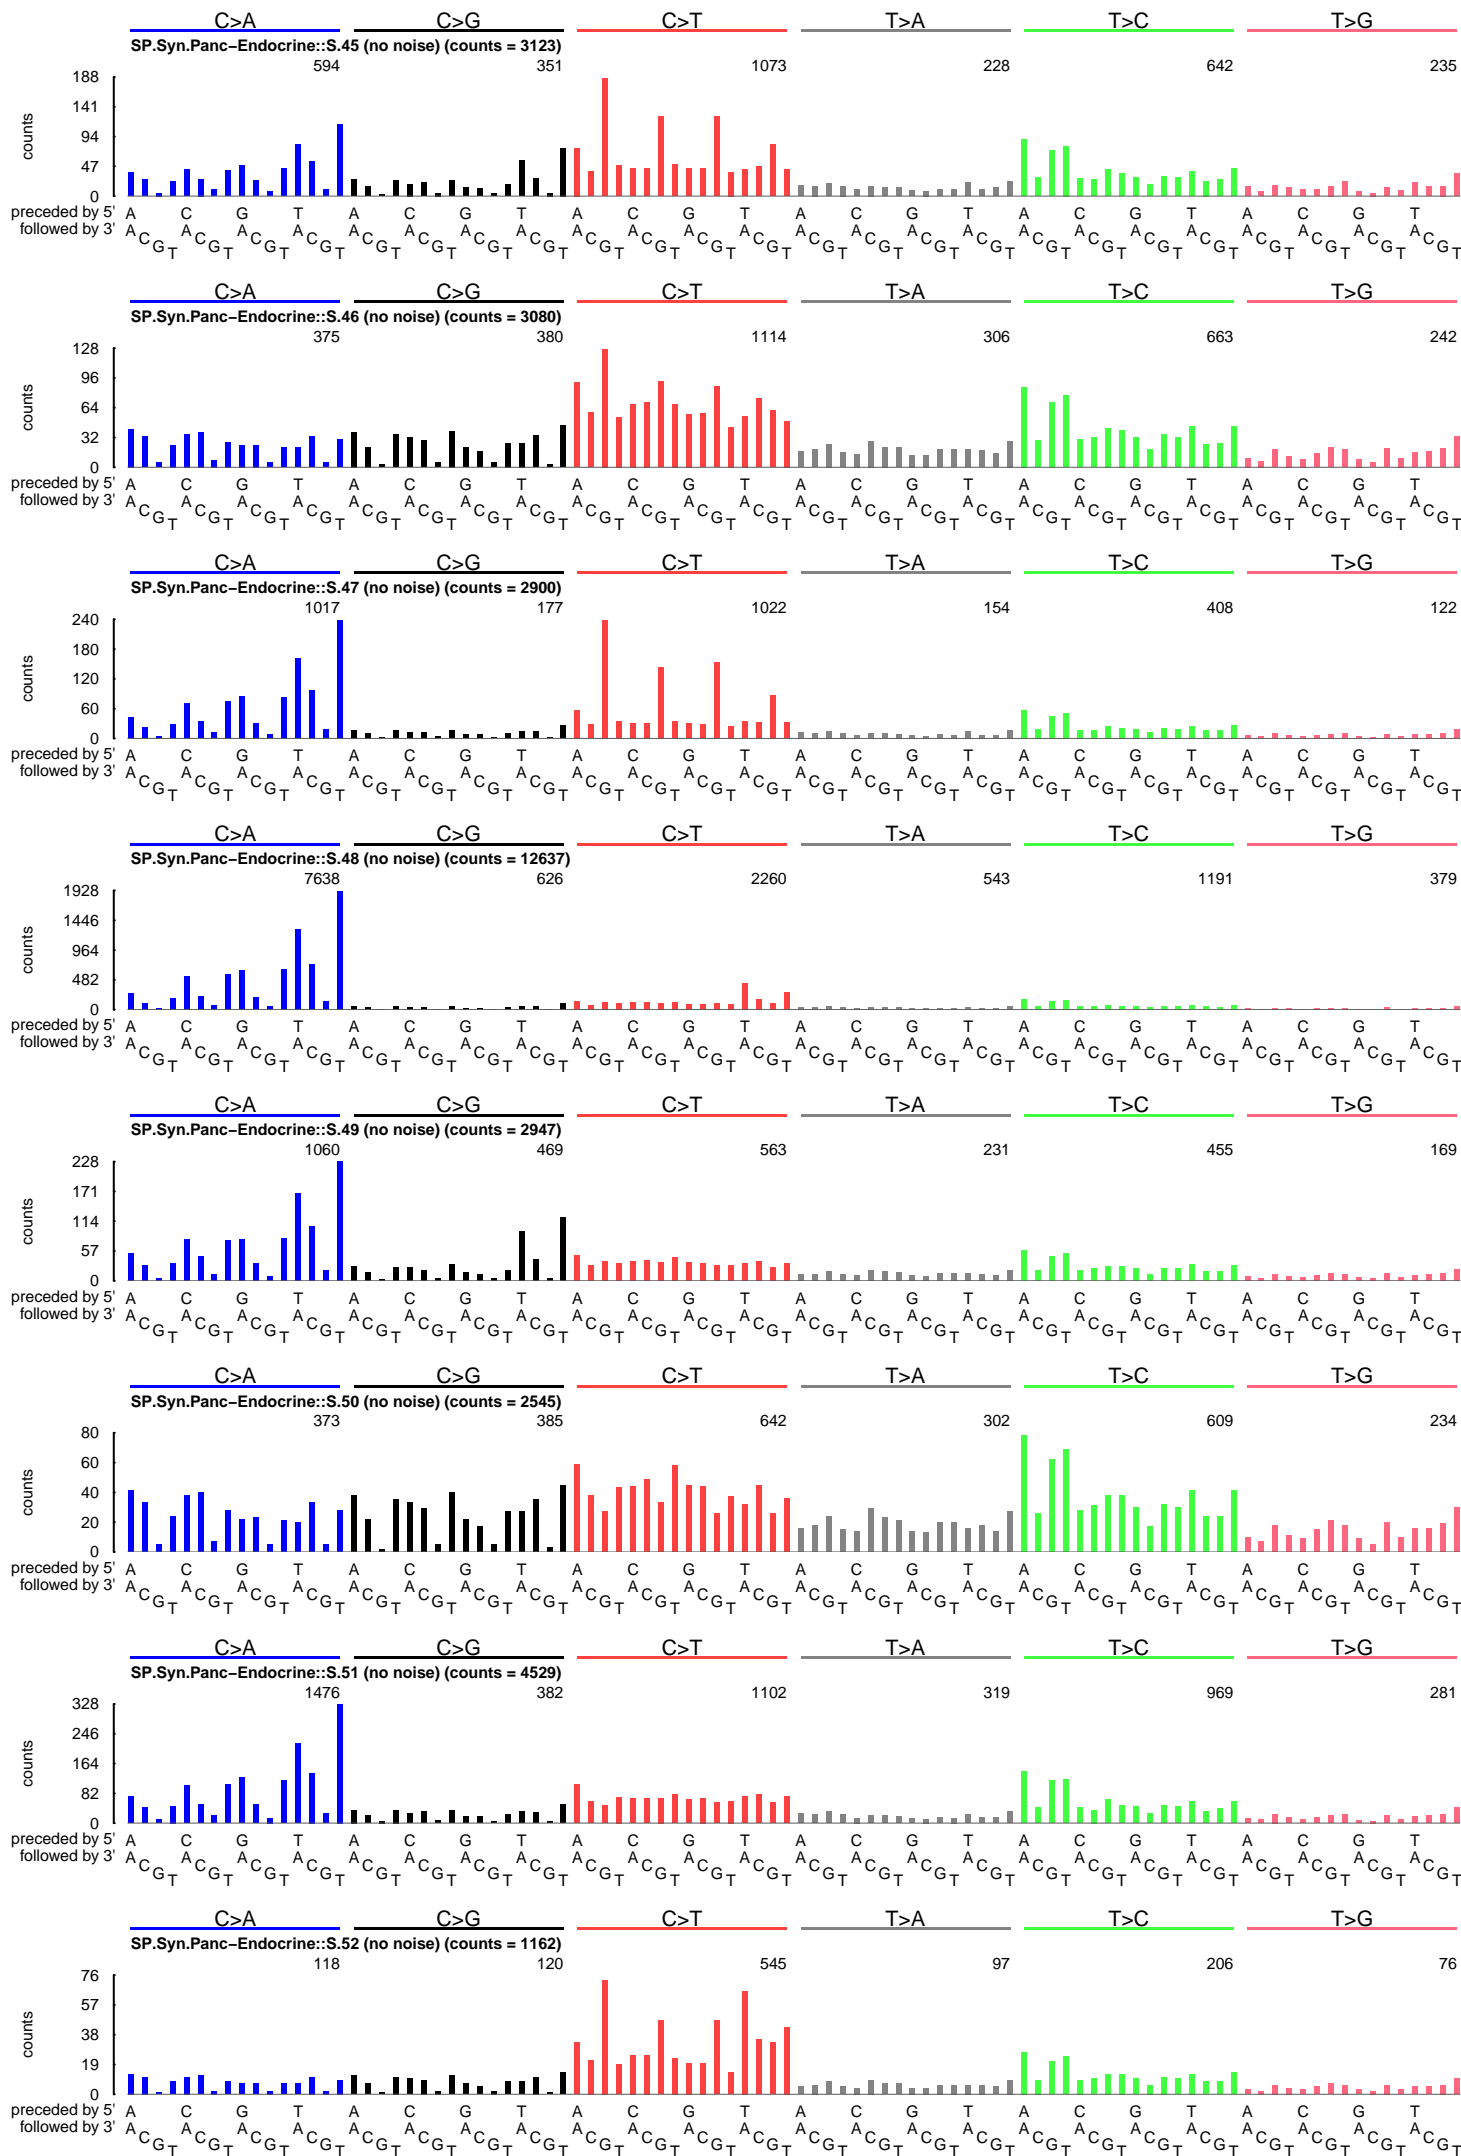 C>A C>G C>T T>A T>C T>G
SP.Syn.Panc−Endocrine::S.45 (no noise) (counts = 3123)
594 351 1073 228 642 235
188
141
94
47
0
counts
preceded by 5' A C G T A C G T A C G T A C G T A C G T A C G T
followed by 3' A C G T A C G T A C G T A C G T A C G T A C G T A C G T A C G T A C G T A C G T A C G T A C G T A C G T A C G T A C G T A C G T A C G T A C G T A C G T A C G T A C G T A C G T A C G T A C G T
C>A C>G C>T T>A T>C T>G
SP.Syn.Panc−Endocrine::S.46 (no noise) (counts = 3080)
375 380 1114 306 663 242
128
96
64
32
0
counts
preceded by 5' A C G T A C G T A C G T A C G T A C G T A C G T
followed by 3' A C G T A C G T A C G T A C G T A C G T A C G T A C G T A C G T A C G T A C G T A C G T A C G T A C G T A C G T A C G T A C G T A C G T A C G T A C G T A C G T A C G T A C G T A C G T A C G T
C>A C>G C>T T>A T>C T>G
SP.Syn.Panc−Endocrine::S.47 (no noise) (counts = 2900)
1017 177 1022 154 408 122
240
180
120
60
0
counts
preceded by 5' A C G T A C G T A C G T A C G T A C G T A C G T
followed by 3' A C G T A C G T A C G T A C G T A C G T A C G T A C G T A C G T A C G T A C G T A C G T A C G T A C G T A C G T A C G T A C G T A C G T A C G T A C G T A C G T A C G T A C G T A C G T A C G T
C>A C>G C>T T>A T>C T>G
SP.Syn.Panc−Endocrine::S.48 (no noise) (counts = 12637)
7638 626 2260 543 1191 379
1928
1446
964
482
0
counts
preceded by 5' A C G T A C G T A C G T A C G T A C G T A C G T
followed by 3' A C G T A C G T A C G T A C G T A C G T A C G T A C G T A C G T A C G T A C G T A C G T A C G T A C G T A C G T A C G T A C G T A C G T A C G T A C G T A C G T A C G T A C G T A C G T A C G T
C>A C>G C>T T>A T>C T>G
SP.Syn.Panc−Endocrine::S.49 (no noise) (counts = 2947)
1060 469 563 231 455 169
228
171
114
57
0
counts
preceded by 5' A C G T A C G T A C G T A C G T A C G T A C G T
followed by 3' A C G T A C G T A C G T A C G T A C G T A C G T A C G T A C G T A C G T A C G T A C G T A C G T A C G T A C G T A C G T A C G T A C G T A C G T A C G T A C G T A C G T A C G T A C G T A C G T
C>A C>G C>T T>A T>C T>G
SP.Syn.Panc−Endocrine::S.50 (no noise) (counts = 2545)
373 385 642 302 609 234
80
60
40
20
0
counts
preceded by 5' A C G T A C G T A C G T A C G T A C G T A C G T
followed by 3' A C G T A C G T A C G T A C G T A C G T A C G T A C G T A C G T A C G T A C G T A C G T A C G T A C G T A C G T A C G T A C G T A C G T A C G T A C G T A C G T A C G T A C G T A C G T A C G T
C>A C>G C>T T>A T>C T>G
SP.Syn.Panc−Endocrine::S.51 (no noise) (counts = 4529)
1476 382 1102 319 969 281
328
246
164
82
0
counts
preceded by 5' A C G T A C G T A C G T A C G T A C G T A C G T
followed by 3' A C G T A C G T A C G T A C G T A C G T A C G T A C G T A C G T A C G T A C G T A C G T A C G T A C G T A C G T A C G T A C G T A C G T A C G T A C G T A C G T A C G T A C G T A C G T A C G T
C>A C>G C>T T>A T>C T>G
SP.Syn.Panc−Endocrine::S.52 (no noise) (counts = 1162)
118 120 545 97 206 76
76
57
38
19
0
counts
preceded by 5' A C G T A C G T A C G T A C G T A C G T A C G T
followed by 3' A C G T A C G T A C G T A C G T A C G T A C G T A C G T A C G T A C G T A C G T A C G T A C G T A C G T A C G T A C G T A C G T A C G T A C G T A C G T A C G T A C G T A C G T A C G T A C G T